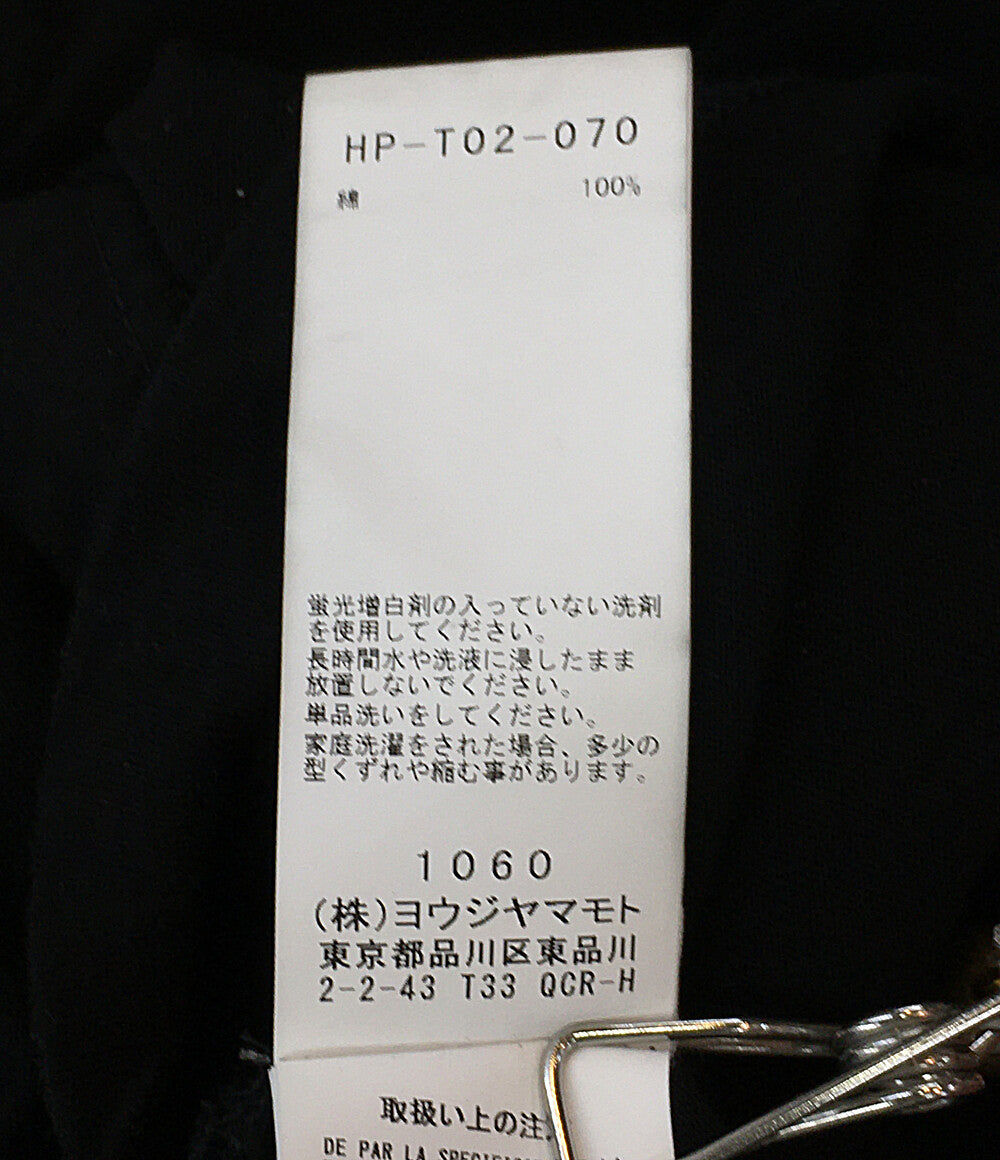 HP-T02-070
綿 100%
蛍光増白剤の入っていない洗剤
を使用してください。
長時間水や洗液に浸したまま
放置しないでください。
単品洗いをしてください。
家庭洗濯をされた場合、多少の
型くずれや縮む事があります。
1060
(株)ヨウジヤマモト
東京都品川区東品川
2-2-43 T33 QCR-H
取扱い上の注
DE PAR LA